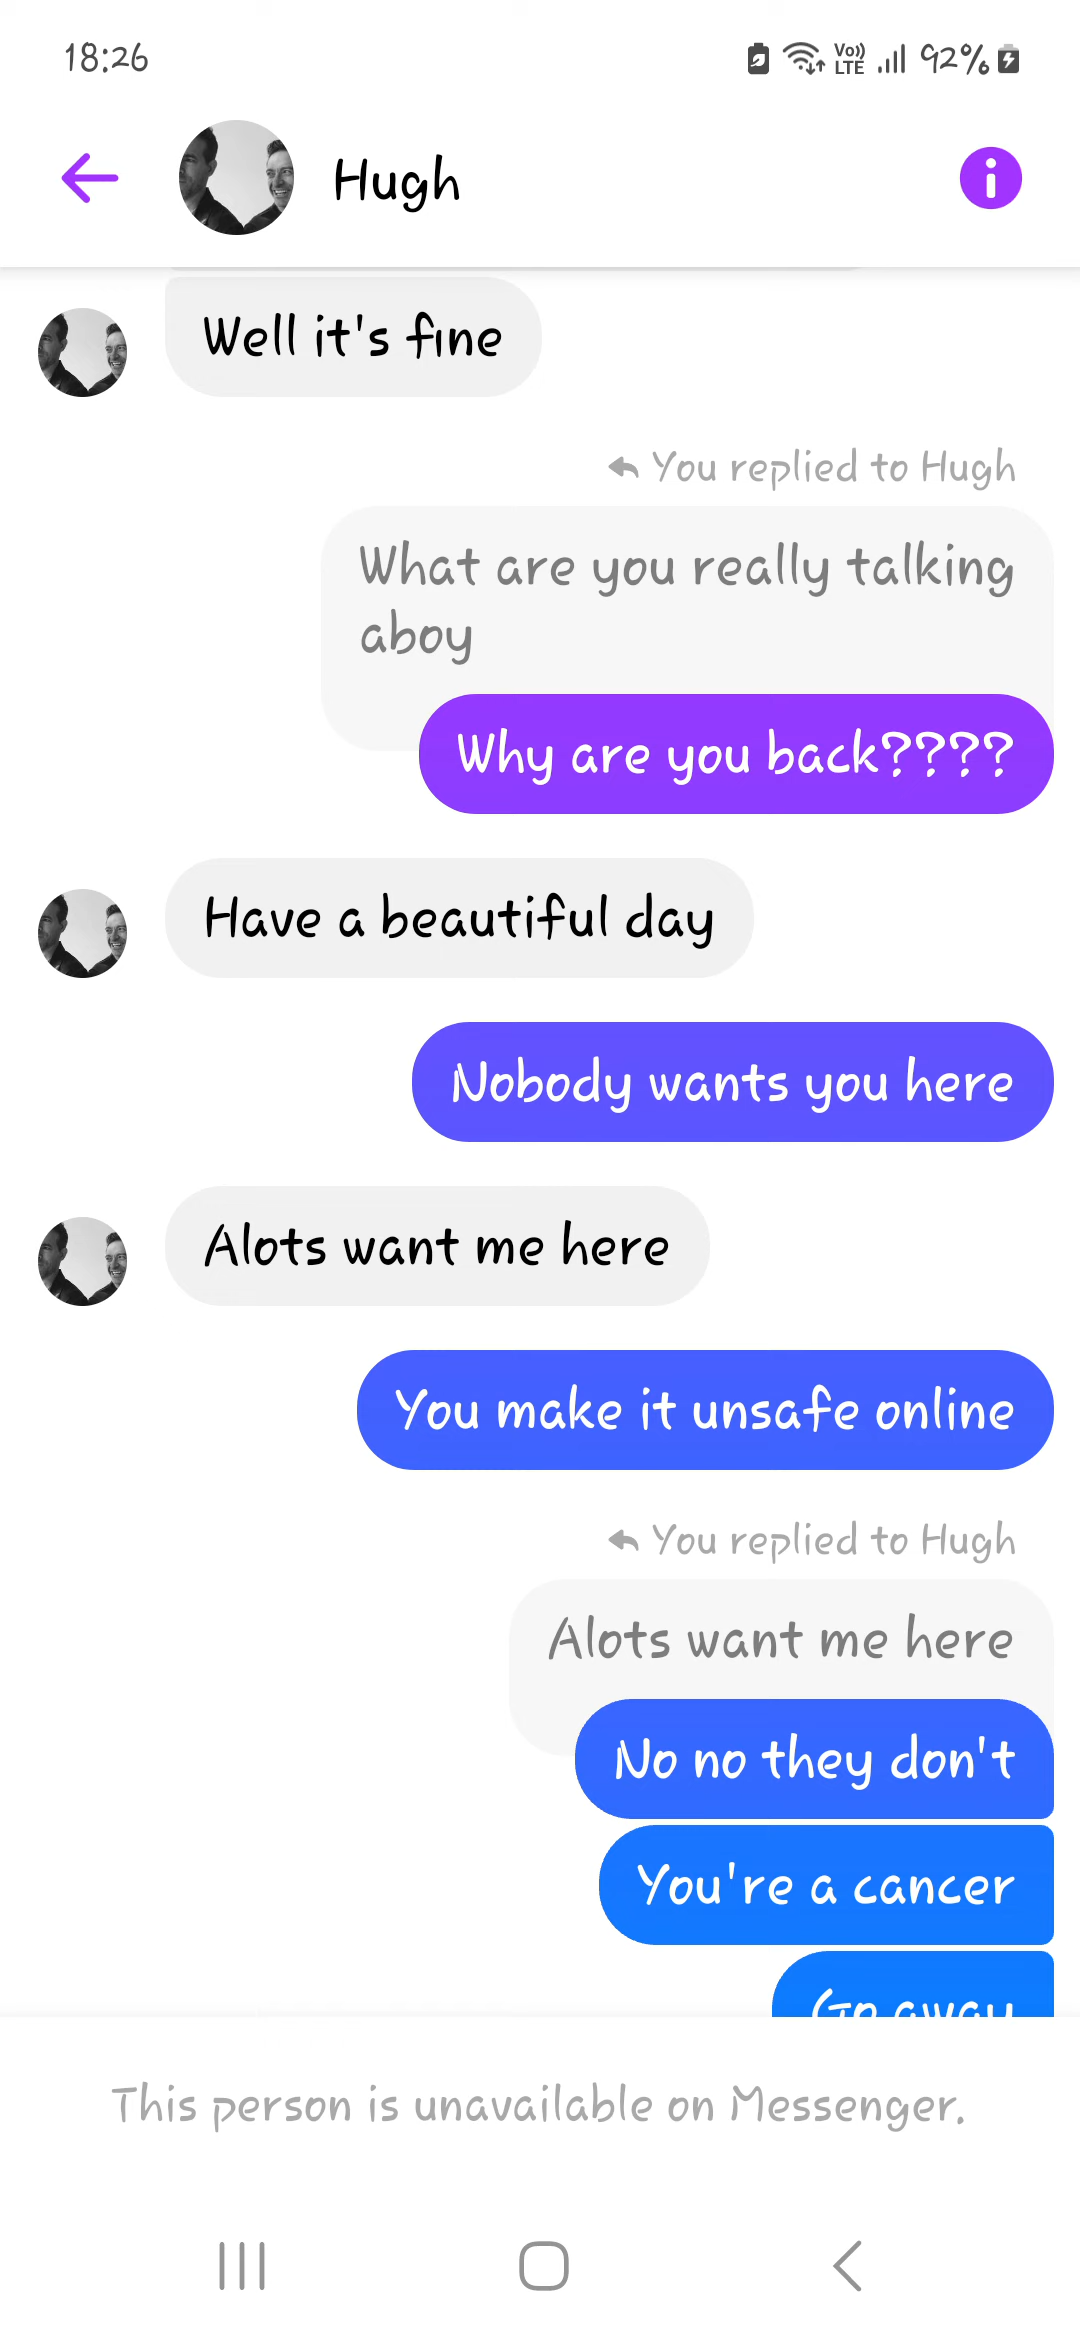 18:26
Vo)) LTE 92%
Hugh
Well it's fine
You replied to Hugh
What are you really talking
aboy
Why are you back????
Have a beautiful day
Nobody wants you here
Alots want me here
You make it unsafe online
You replied to Hugh
Alots want me here
No no they don't
You're a cancer
Go away
This person is unavailable on Messenger.